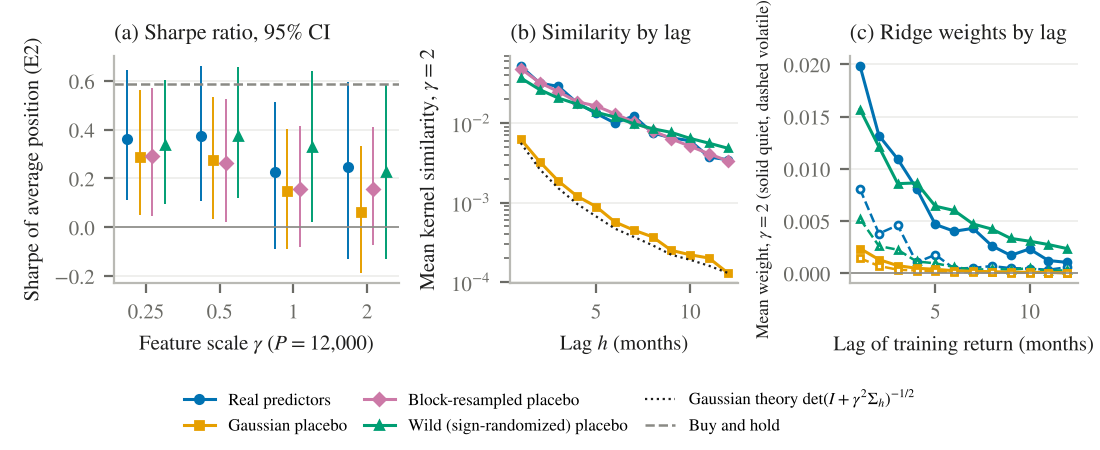 (a) Sharpe ratio, 95% CI
Sharpe of average position (E2)
0.6
0.4
0.2
0.0
−0.2
0.25
0.5
1
2
Feature scale γ (P = 12,000)
(b) Similarity by lag
Mean kernel similarity, γ = 2
10⁻²
10⁻³
10⁻⁴
5
10
Lag h (months)
(c) Ridge weights by lag
Mean weight, γ = 2 (solid quiet, dashed volatile)
0.020
0.015
0.010
0.005
0.000
5
10
Lag of training return (months)
Real predictors
Gaussian placebo
Block-resampled placebo
Wild (sign-randomized) placebo
Gaussian theory det(I + γ²Σₕ)⁻¹/²
Buy and hold